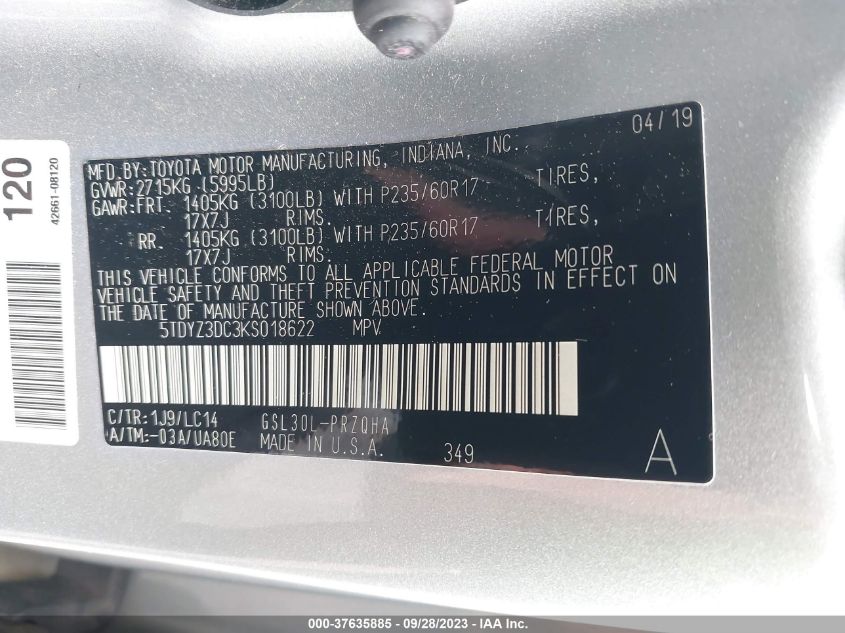 120
42661-08120
04/19
MFD.BY:TOYOTA MOTOR MANUFACTURING, INDIANA, INC.
GVWR:2715KG (5995LB)
GAWR:FRT. 1405KG (3100LB) WITH P235/60R17 TIRES,
17X7J RIMS.
RR. 1405KG (3100LB) WITH P235/60R17 TIRES,
17X7J RIMS.
THIS VEHICLE CONFORMS TO ALL APPLICABLE FEDERAL MOTOR
VEHICLE SAFETY AND THEFT PREVENTION STANDARDS IN EFFECT ON
THE DATE OF MANUFACTURE SHOWN ABOVE.
5TDYZ3DC3KS018622 MPV
C/TR:1J9/LC14 GSL30L-PRZQHA
A/TM:-03A/UA80E MADE IN U.S.A. 349 A
000-37635885 - 09/28/2023 - IAA Inc.